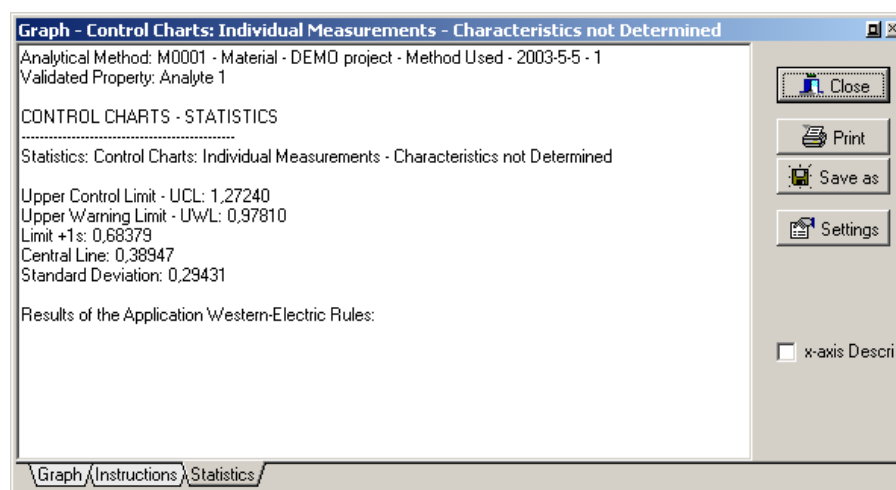 Graph - Control Charts: Individual Measurements - Characteristics not Determined
Analytical Method: M0001 - Material - DEMO project - Method Used - 2003-5-5 - 1
Validated Property: Analyte 1
CONTROL CHARTS - STATISTICS
-----------------------------------------------
Statistics: Control Charts: Individual Measurements - Characteristics not Determined
Upper Control Limit - UCL: 1,27240
Upper Warning Limit - UWL: 0,97810
Limit +1s: 0,68379
Central Line: 0,38947
Standard Deviation: 0,29431
Results of the Application Western-Electric Rules:
Close
Print
Save as
Settings
x-axis Descri
Graph
Instructions
Statistics